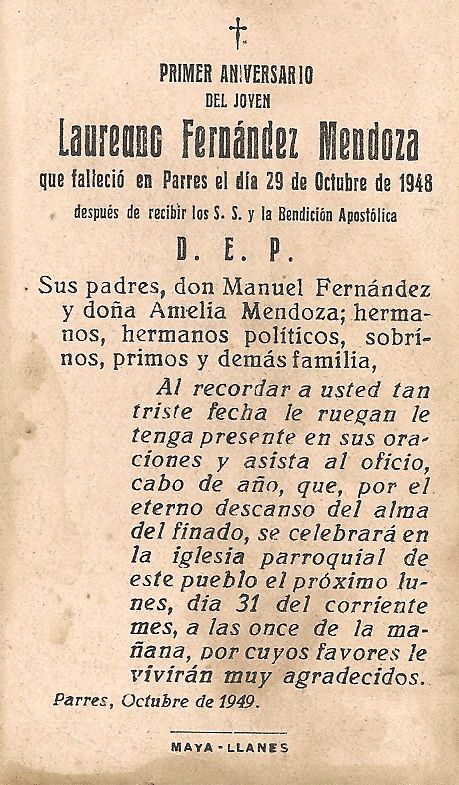 PRIMER ANIVERSARIO
DEL JOVEN
Laureano Fernández Mendoza
que falleció en Parres el día 29 de Octubre de 1948
después de recibir los S. S. y la Bendición Apostólica
D. E. P.
Sus padres, don Manuel Fernández
y doña Amelia Mendoza; herma-
nos, hermanos políticos, sobri-
nos, primos y demás familia,
Al recordar a usted tan
triste fecha le ruegan le
tenga presente en sus ora-
ciones y asista al oficio,
cabo de año, que, por el
eterno descanso del alma
del finado, se celebrará en
la iglesia parroquial de
este pueblo el próximo lu-
nes, día 31 del corriente
mes, a las once de la ma-
ñana, por cuyos favores le
vivirán muy agradecidos.
Parres, Octubre de 1949.
MAYA-LLANES